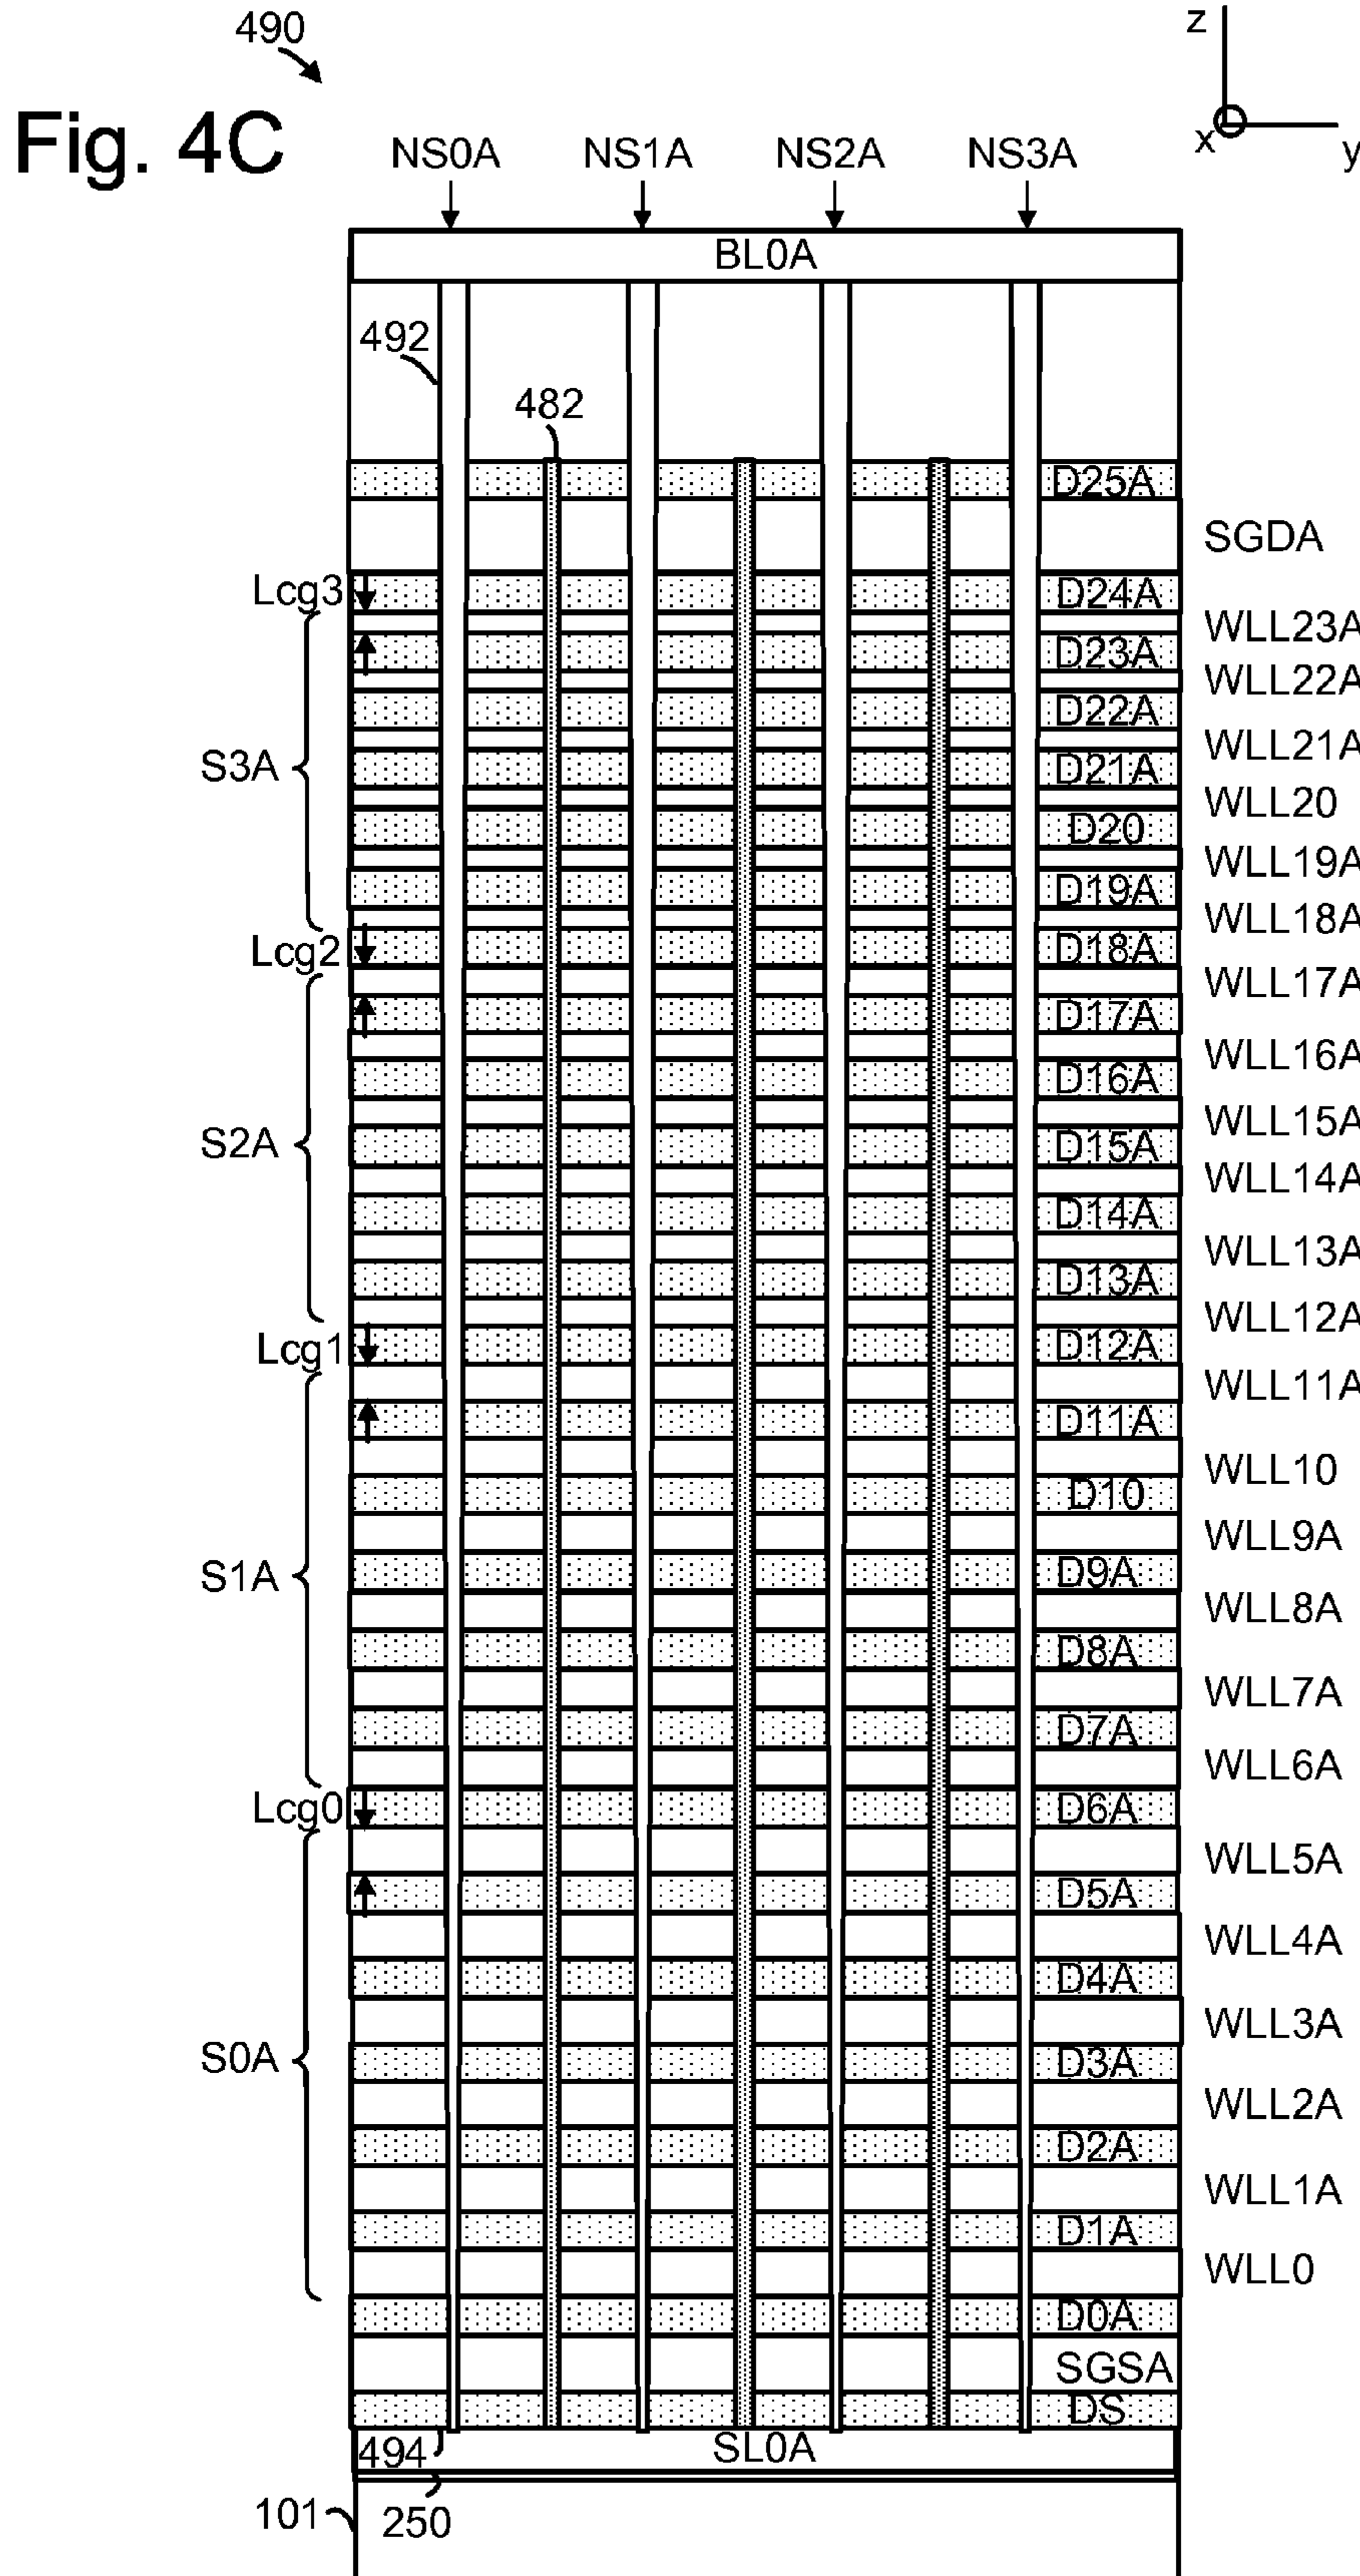 490
z
Fig. 4C
x
y
NS0A NS1A NS2A NS3A
BL0A
492
482
D25A
SGDA
Lcg3
D24A
WLL23A
D23A
WLL22A
D22A
WLL21A
S3A
D21A
WLL20
D20
WLL19A
D19A
WLL18A
Lcg2
D18A
WLL17A
D17A
WLL16A
D16A
WLL15A
S2A
D15A
WLL14A
D14A
WLL13A
D13A
WLL12A
Lcg1
D12A
WLL11A
D11A
WLL10
D10
WLL9A
S1A
D9A
WLL8A
D8A
WLL7A
D7A
WLL6A
Lcg0
D6A
WLL5A
D5A
WLL4A
D4A
WLL3A
S0A
D3A
WLL2A
D2A
WLL1A
D1A
WLL0
D0A
SGSA
DS
494
SL0A
101
250